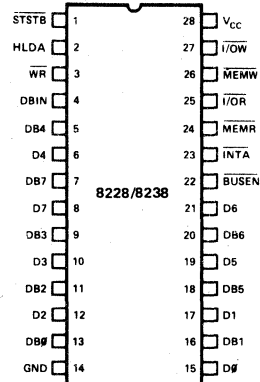 STSTB 1 28 VCC
HLDA 2 27 I/OW
WR 3 26 MEMW
DBIN 4 25 I/OR
DB4 5 24 MEMR
D4 6 23 INTA
DB7 7 22 BUSEN
8228/8238
D7 8 21 D6
DB3 9 20 DB6
D3 10 19 D5
DB2 11 18 DB5
D2 12 17 D1
DB0 13 16 DB1
GND 14 15 D0